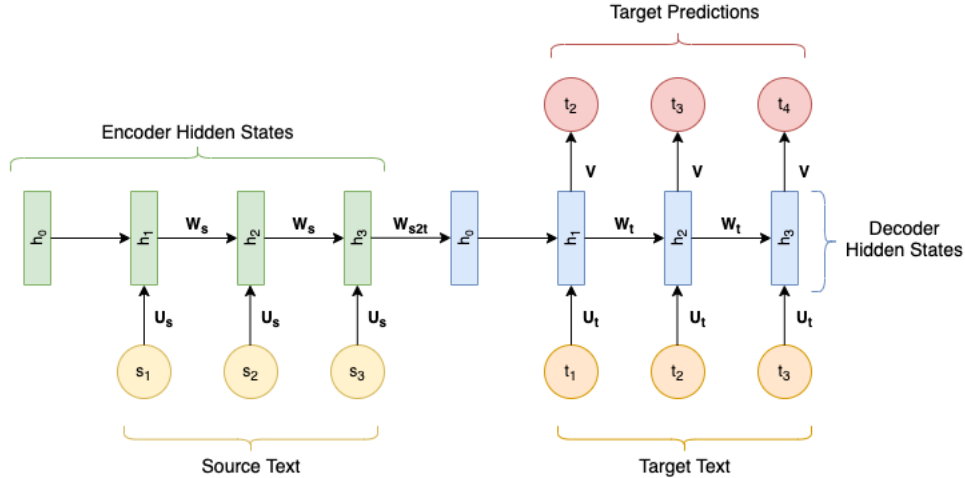 Target Predictions
t2 t3 t4
Encoder Hidden States
V V V
h0 h1 h2 h3 h0 h1 h2 h3
Ws Ws Ws2t Wt Wt
Decoder
Hidden States
Us Us Us Ut Ut Ut
s1 s2 s3 t1 t2 t3
Source Text Target Text